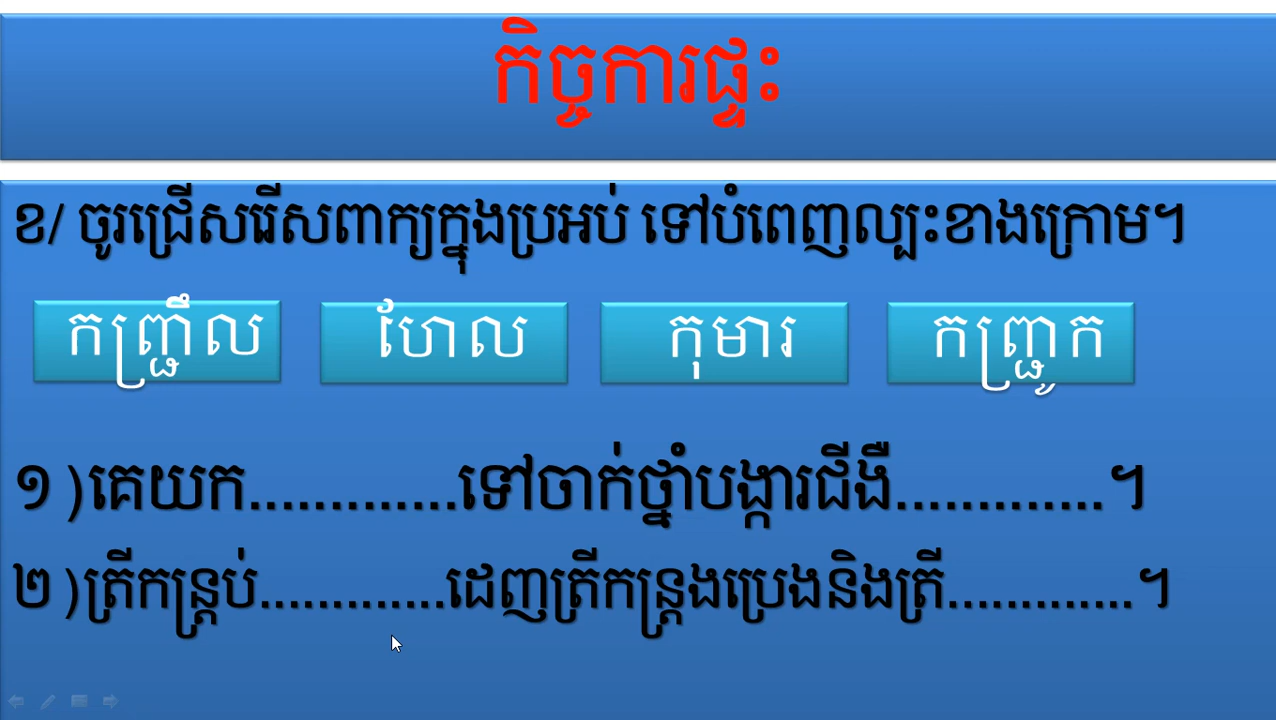 កិច្ចការផ្ទះ
ខ/ ចូរជ្រើសរើសពាក្យក្នុងប្រអប់ ទៅបំពេញល្បះខាងក្រោម។
កញ្ជ្រឹល ហែល កុមារ កញ្ជ្រូក
១ )គេយក.............ទៅចាក់ថ្នាំបង្ការជីងឺ.............។
២ )ត្រីកន្ត្រប់.............ដេញត្រីកន្ត្រងប្រេងនិងត្រី.............។